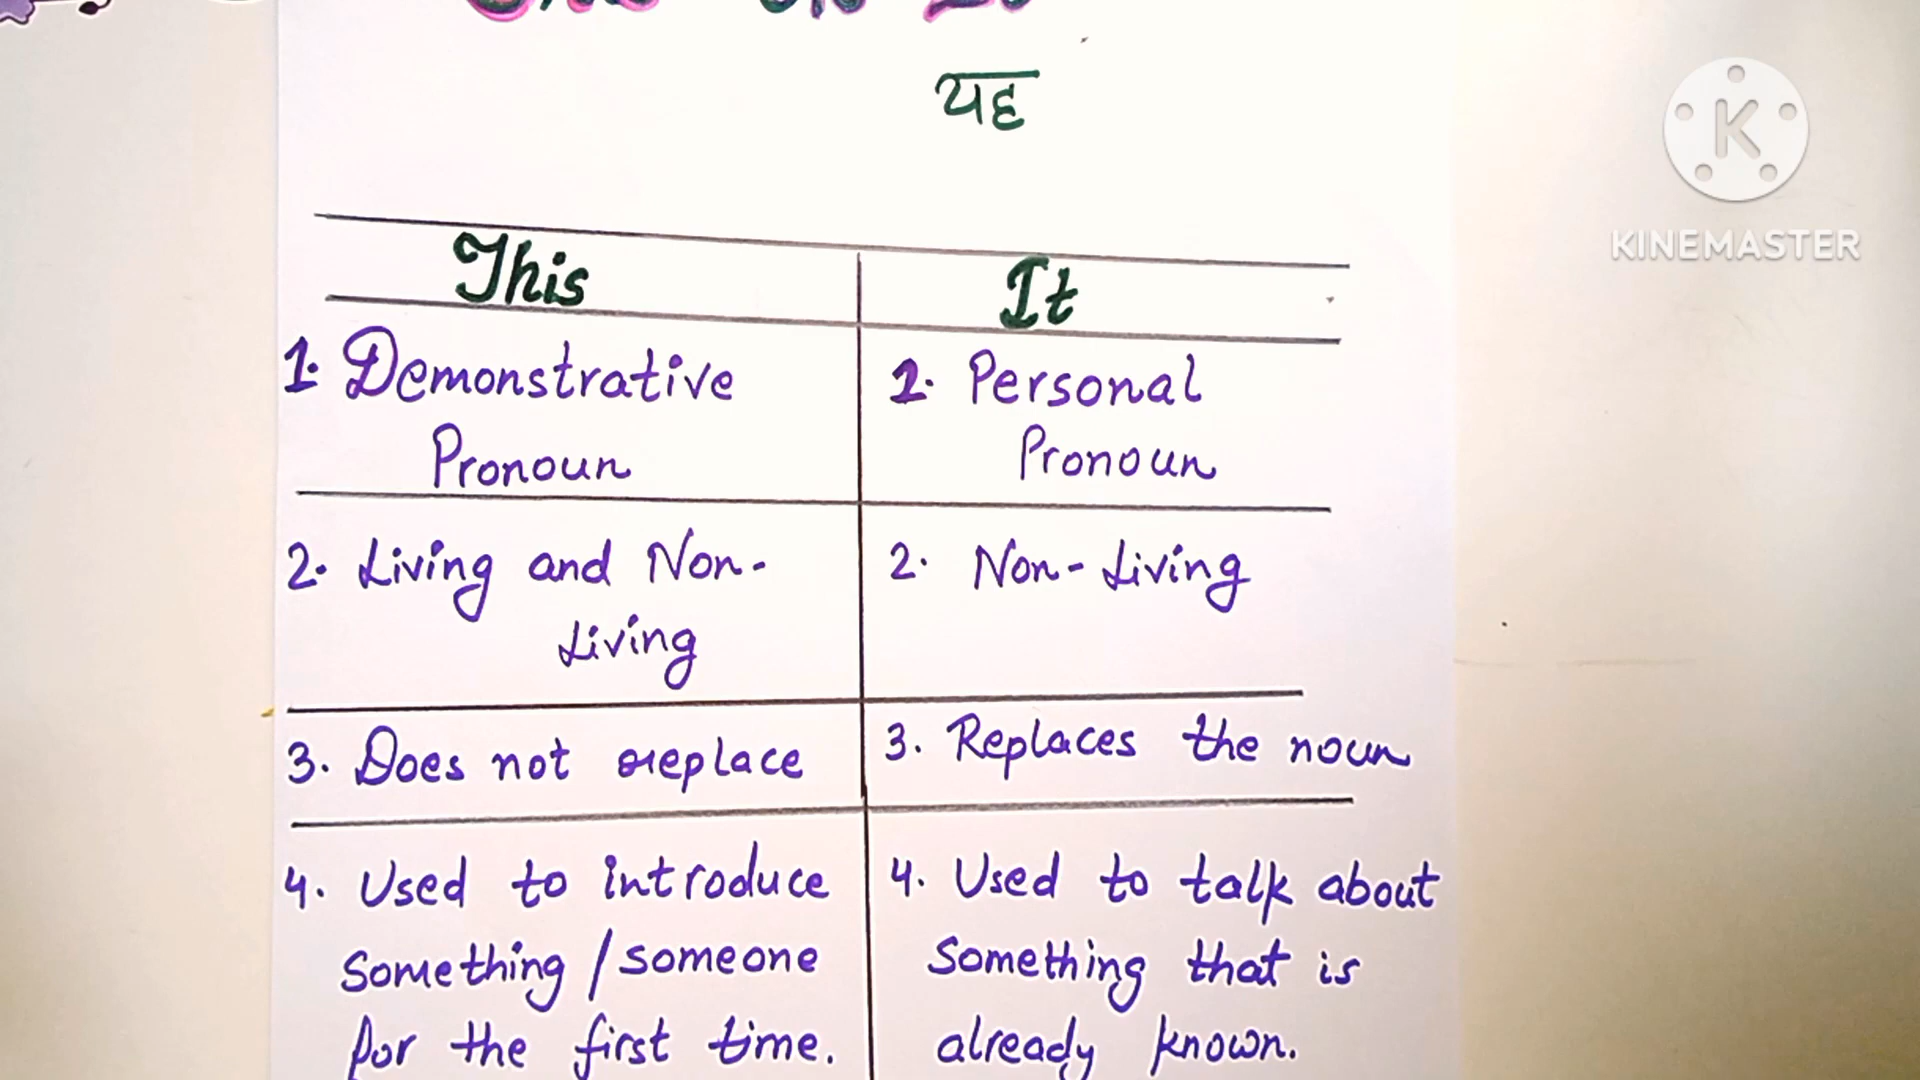 यह
K
KINEMASTER
This It
1. Demonstrative
Pronoun
1. Personal
Pronoun
2. Living and Non-
Living
2. Non-Living
3. Does not replace
3. Replaces the noun
4. Used to introduce
something / someone
for the first time.
4. Used to talk about
something that is
already known.